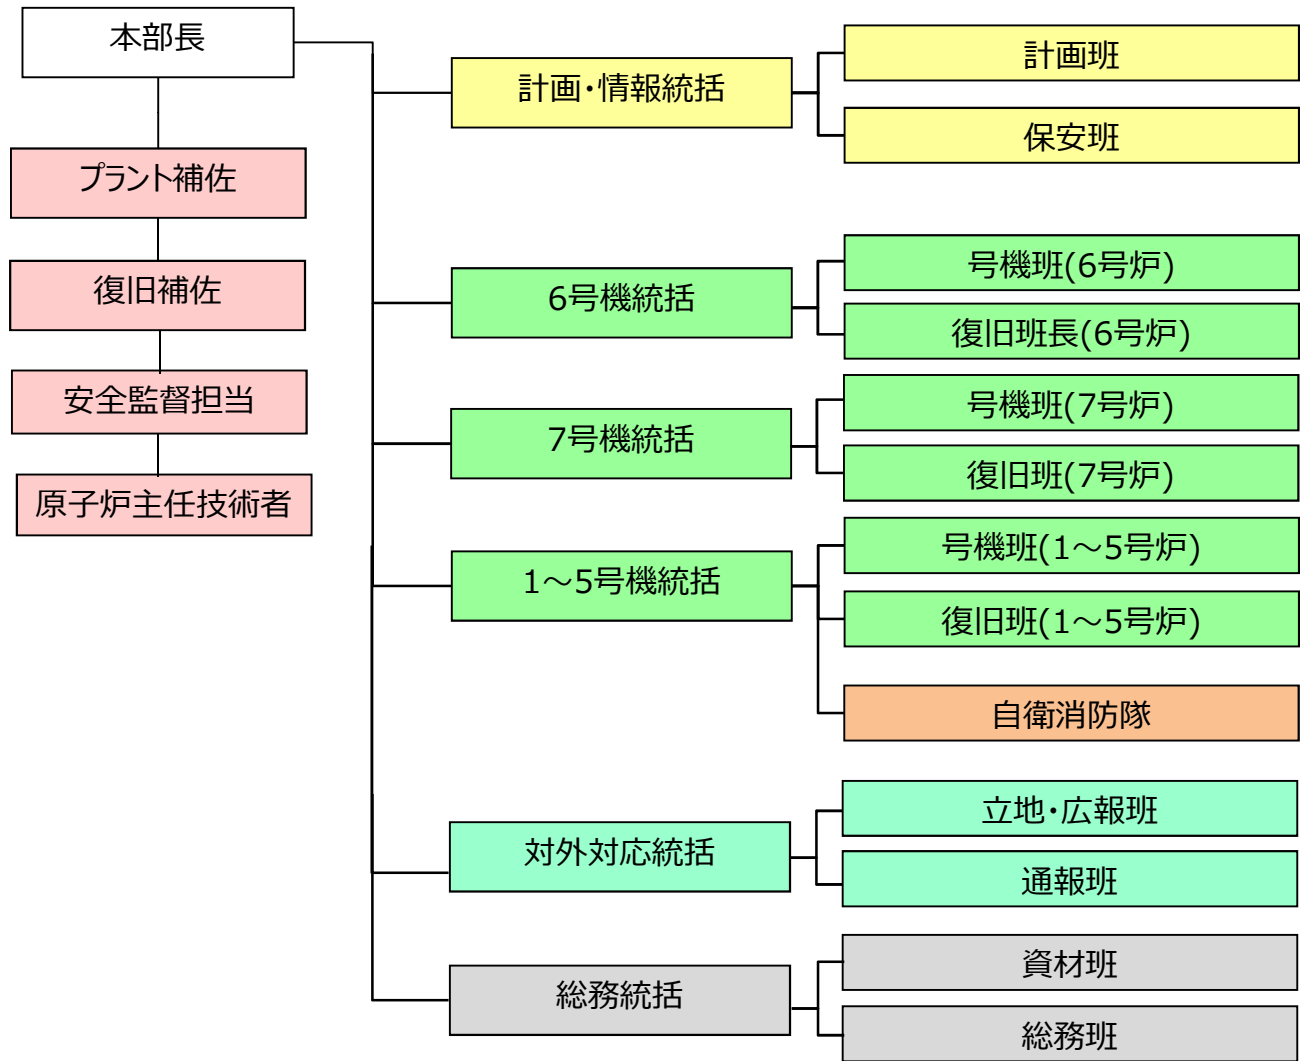 本部長
プラント補佐
復旧補佐
安全監督担当
原子炉主任技術者
計画・情報統括
計画班
保安班
6号機統括
号機班(6号炉)
復旧班長(6号炉)
7号機統括
号機班(7号炉)
復旧班(7号炉)
1～5号機統括
号機班(1～5号炉)
復旧班(1～5号炉)
自衛消防隊
対外対応統括
立地・広報班
通報班
総務統括
資材班
総務班